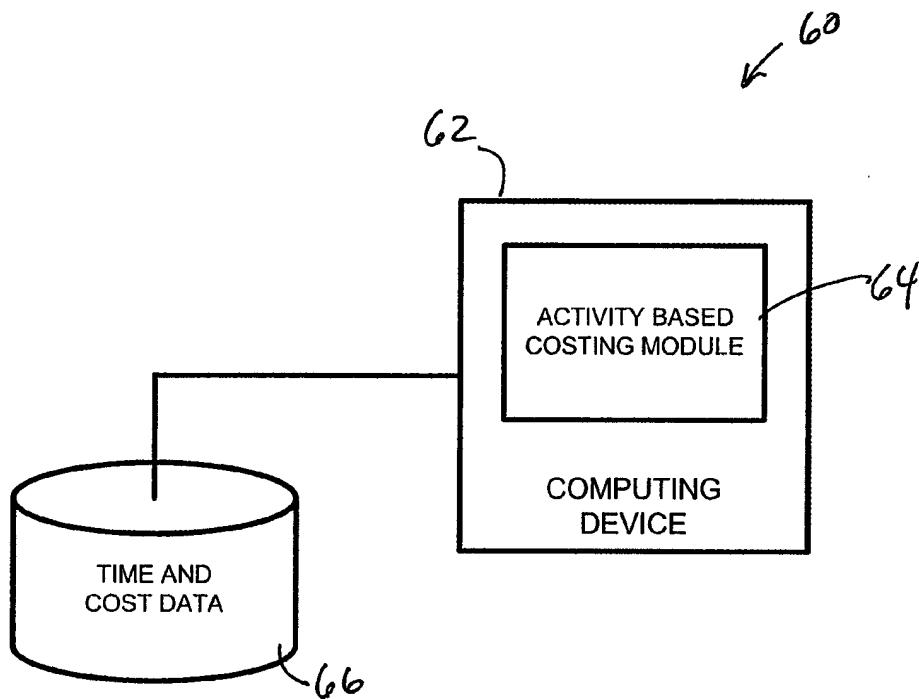 60
62
64
ACTIVITY BASED
COSTING MODULE
COMPUTING
DEVICE
TIME AND
COST DATA
66